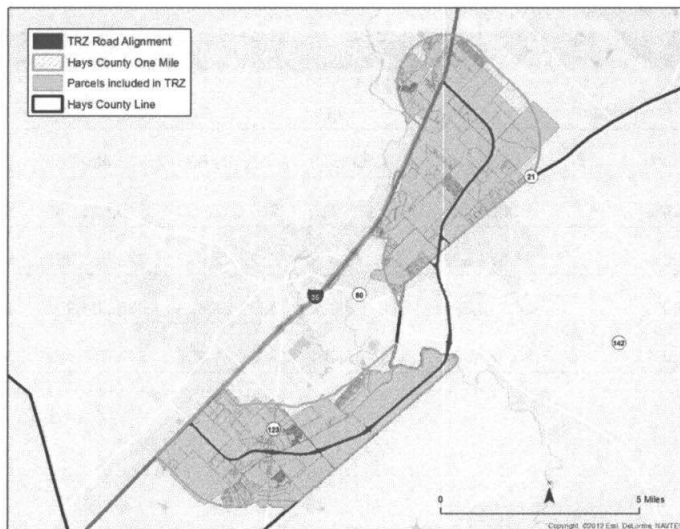 TRZ Road Alignment
Hays County One Mile
Parcels included in TRZ
Hays County Line
21
35
80
142
123
N
0
5 Miles
Copyright: ©2012 Esri, DeLorme, NAVTE